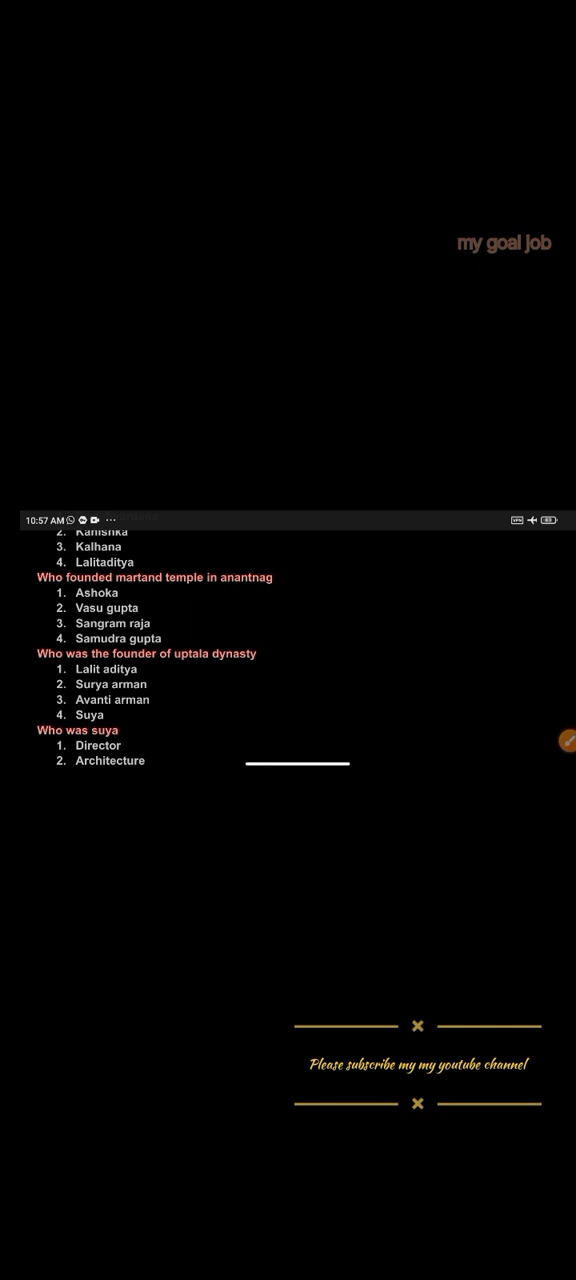 my goal job
10:57 AM ...
2. Kanishka
3. Kalhana
4. Lalitaditya
Who founded martand temple in anantnag
1. Ashoka
2. Vasu gupta
3. Sangram raja
4. Samudra gupta
Who was the founder of uptala dynasty
1. Lalit aditya
2. Surya arman
3. Avanti arman
4. Suya
Who was suya
1. Director
2. Architecture
Please subscribe my my youtube channel